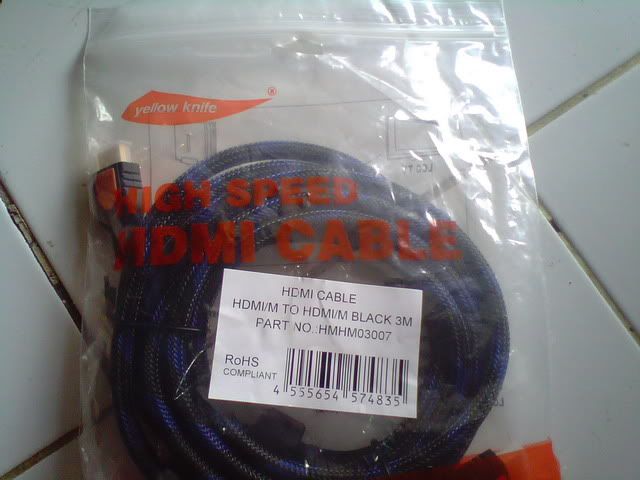 yellow knife ®
HIGH SPEED
HDMI CABLE
HDMI CABLE
HDMI/M TO HDMI/M BLACK 3M
PART NO.:HMHM03007
RoHS
COMPLIANT
4 555654 574835